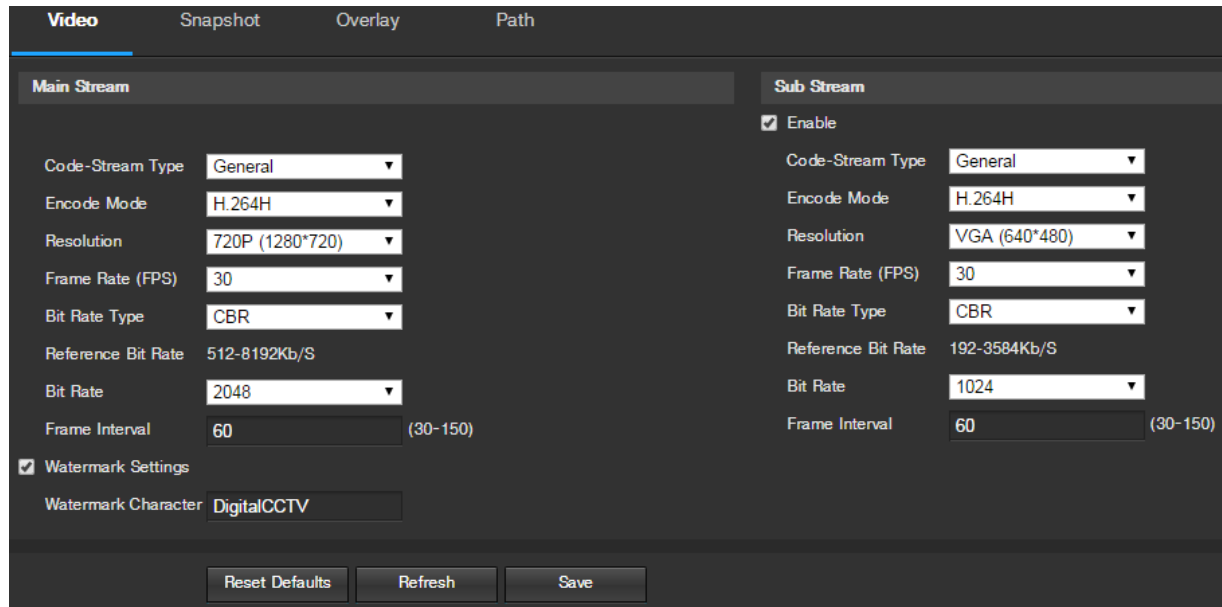 Video Snapshot Overlay Path
Main Stream
Code-Stream Type General
Encode Mode H.264H
Resolution 720P (1280*720)
Frame Rate (FPS) 30
Bit Rate Type CBR
Reference Bit Rate 512-8192Kb/S
Bit Rate 2048
Frame Interval 60 (30-150)
Watermark Settings
Watermark Character DigitalCCTV
Sub Stream
Enable
Code-Stream Type General
Encode Mode H.264H
Resolution VGA (640*480)
Frame Rate (FPS) 30
Bit Rate Type CBR
Reference Bit Rate 192-3584Kb/S
Bit Rate 1024
Frame Interval 60 (30-150)
Reset Defaults Refresh Save